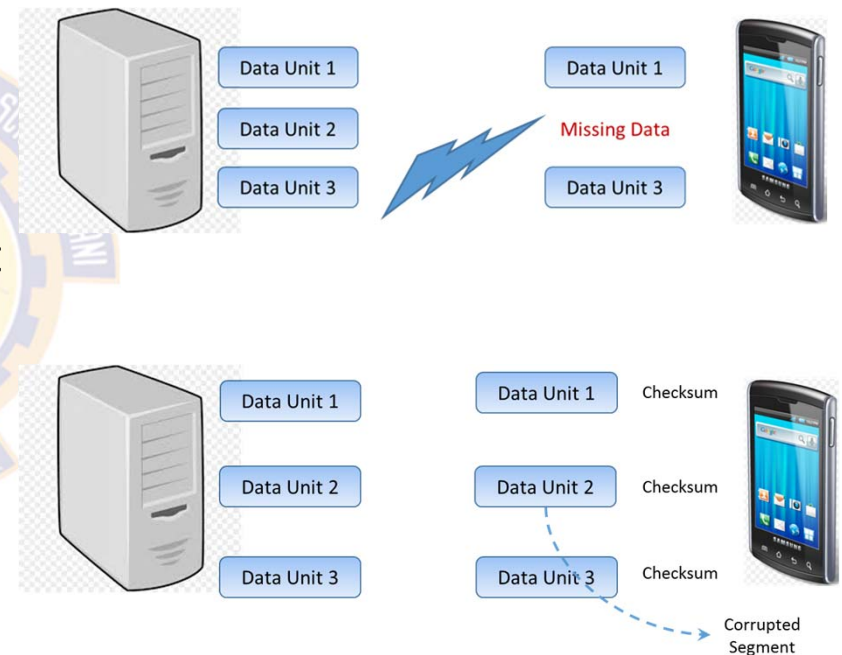 Data Unit 1
Data Unit 1
Data Unit 2
Missing Data
Data Unit 3
Data Unit 3
SAMSUNG
Data Unit 1
Data Unit 1
Checksum
Data Unit 2
Data Unit 2
Checksum
Data Unit 3
Data Unit 3
Checksum
SAMSUNG
Corrupted
Segment